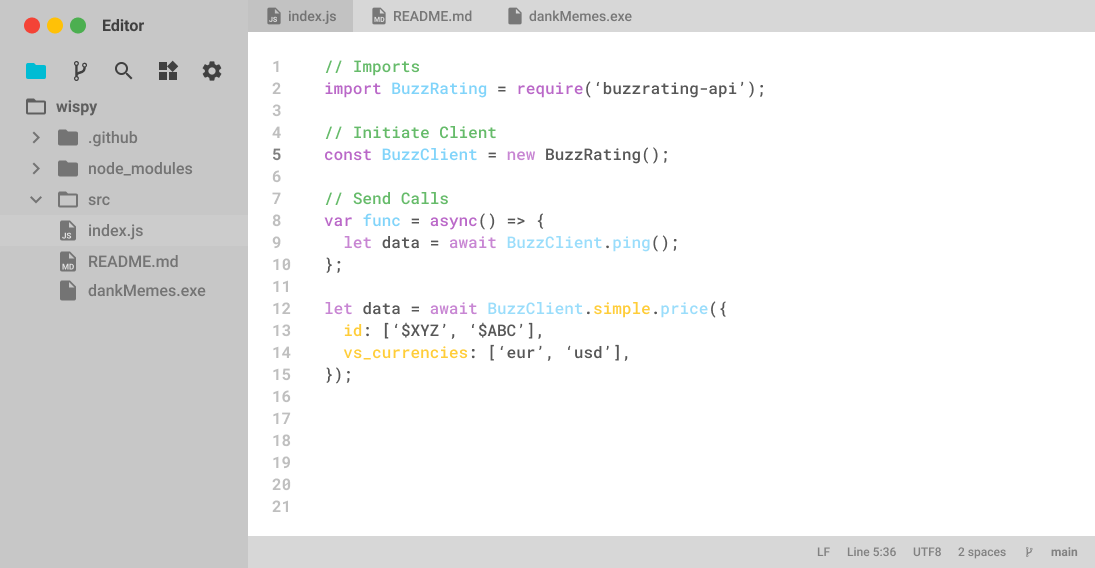 Editor
index.js
README.md
dankMemes.exe
wispy
.github
node_modules
src
index.js
README.md
dankMemes.exe
1 // Imports
2 import BuzzRating = require(‘buzzrating-api’);
3
4 // Initiate Client
5 const BuzzClient = new BuzzRating();
6
7 // Send Calls
8 var func = async() => {
9 let data = await BuzzClient.ping();
10 };
11
12 let data = await BuzzClient.simple.price({
13 id: [‘$XYZ’, ‘$ABC’],
14 vs_currencies: [‘eur’, ‘usd’],
15 });
16
17
18
19
20
21
LF Line 5:36 UTF8 2 spaces main